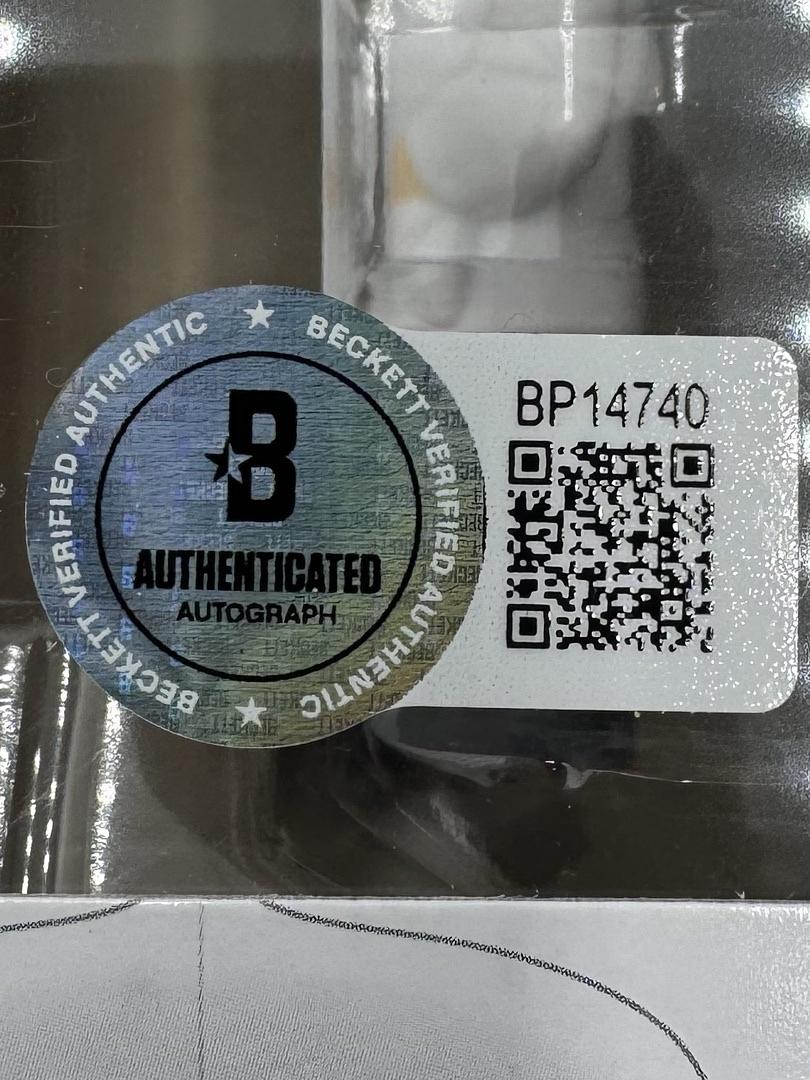 BECKETT VERIFIED AUTHENTIC ★ BECKETT VERIFIED AUTHENTIC ★
B
AUTHENTICATED
AUTOGRAPH
BP14740